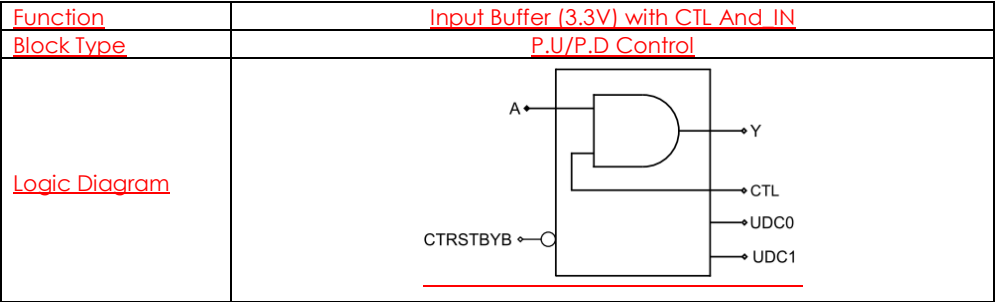 Function
Input Buffer (3.3V) with CTL And_IN
Block Type
P.U/P.D Control
Logic Diagram
A
Y
CTL
UDC0
CTRSTBYB
UDC1